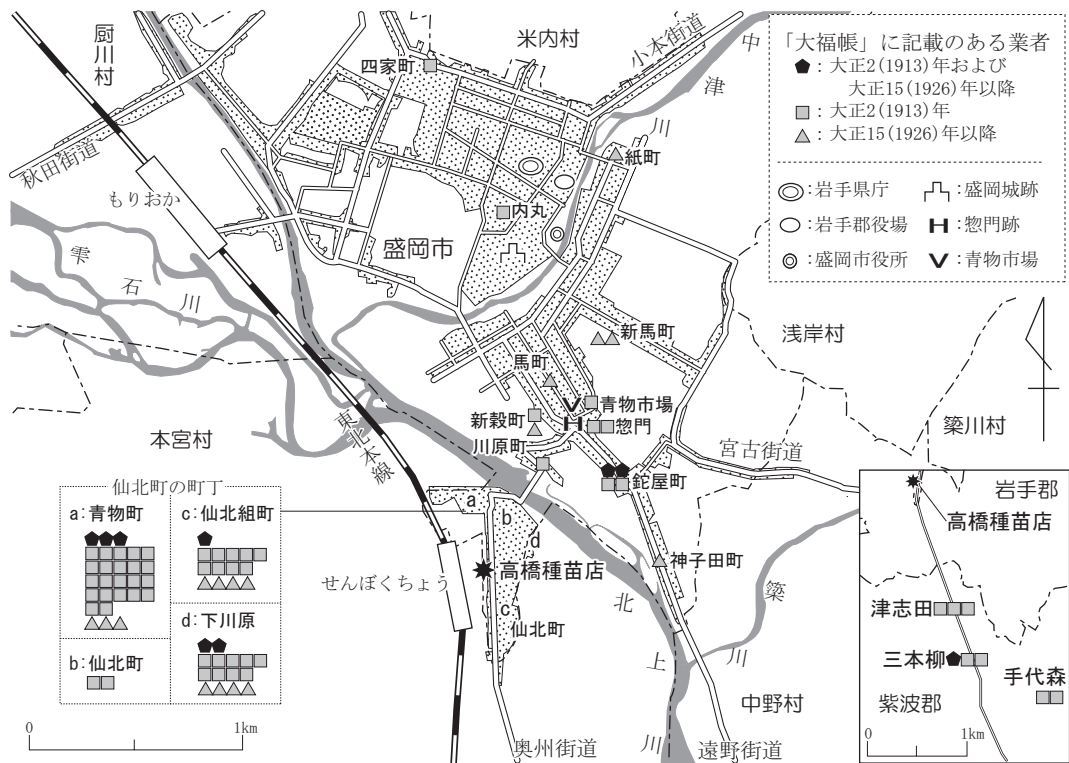 「大福帳」に記載のある業者
：大正2(1913)年および
大正15(1926)年以降
：大正2(1913)年
：大正15(1926)年以降
：岩手県庁
：盛岡城跡
：岩手郡役場
：惣門跡
：盛岡市役所
：青物市場
厨川村
米内村
小本街道
四家町
中津川
秋田街道
紙町
もりおか
内丸
盛岡市
雫石川
新馬町
浅岸村
馬町
青物市場
新穀町
惣門
本宮村
東北本線
川原町
簗川村
宮古街道
鉈屋町
仙北町の町丁
a：青物町
c：仙北組町
b：仙北町
d：下川原
a
b
d
c
高橋種苗店
せんぼくちょう
仙北町
神子田町
北上川
簗川
中野村
奥州街道
遠野街道
0
1km
岩手郡
高橋種苗店
津志田
三本柳
手代森
紫波郡
0
1km